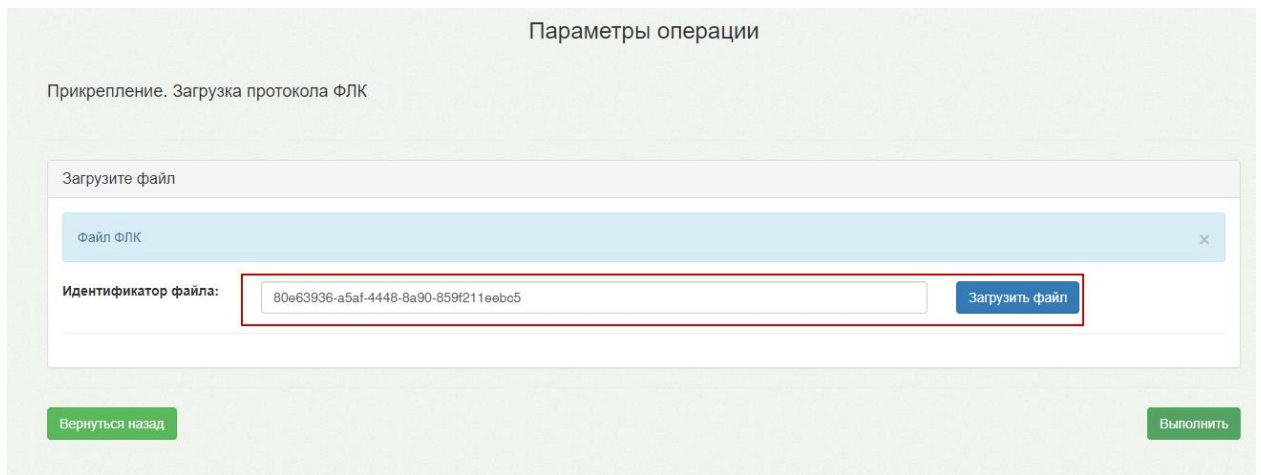 Параметры операции
Прикрепление. Загрузка протокола ФЛК
Загрузите файл
Файл ФЛК
×
Идентификатор файла: 80e63936-a5af-4448-8a90-859f211eebc5 Загрузить файл
Вернуться назад Выполнить